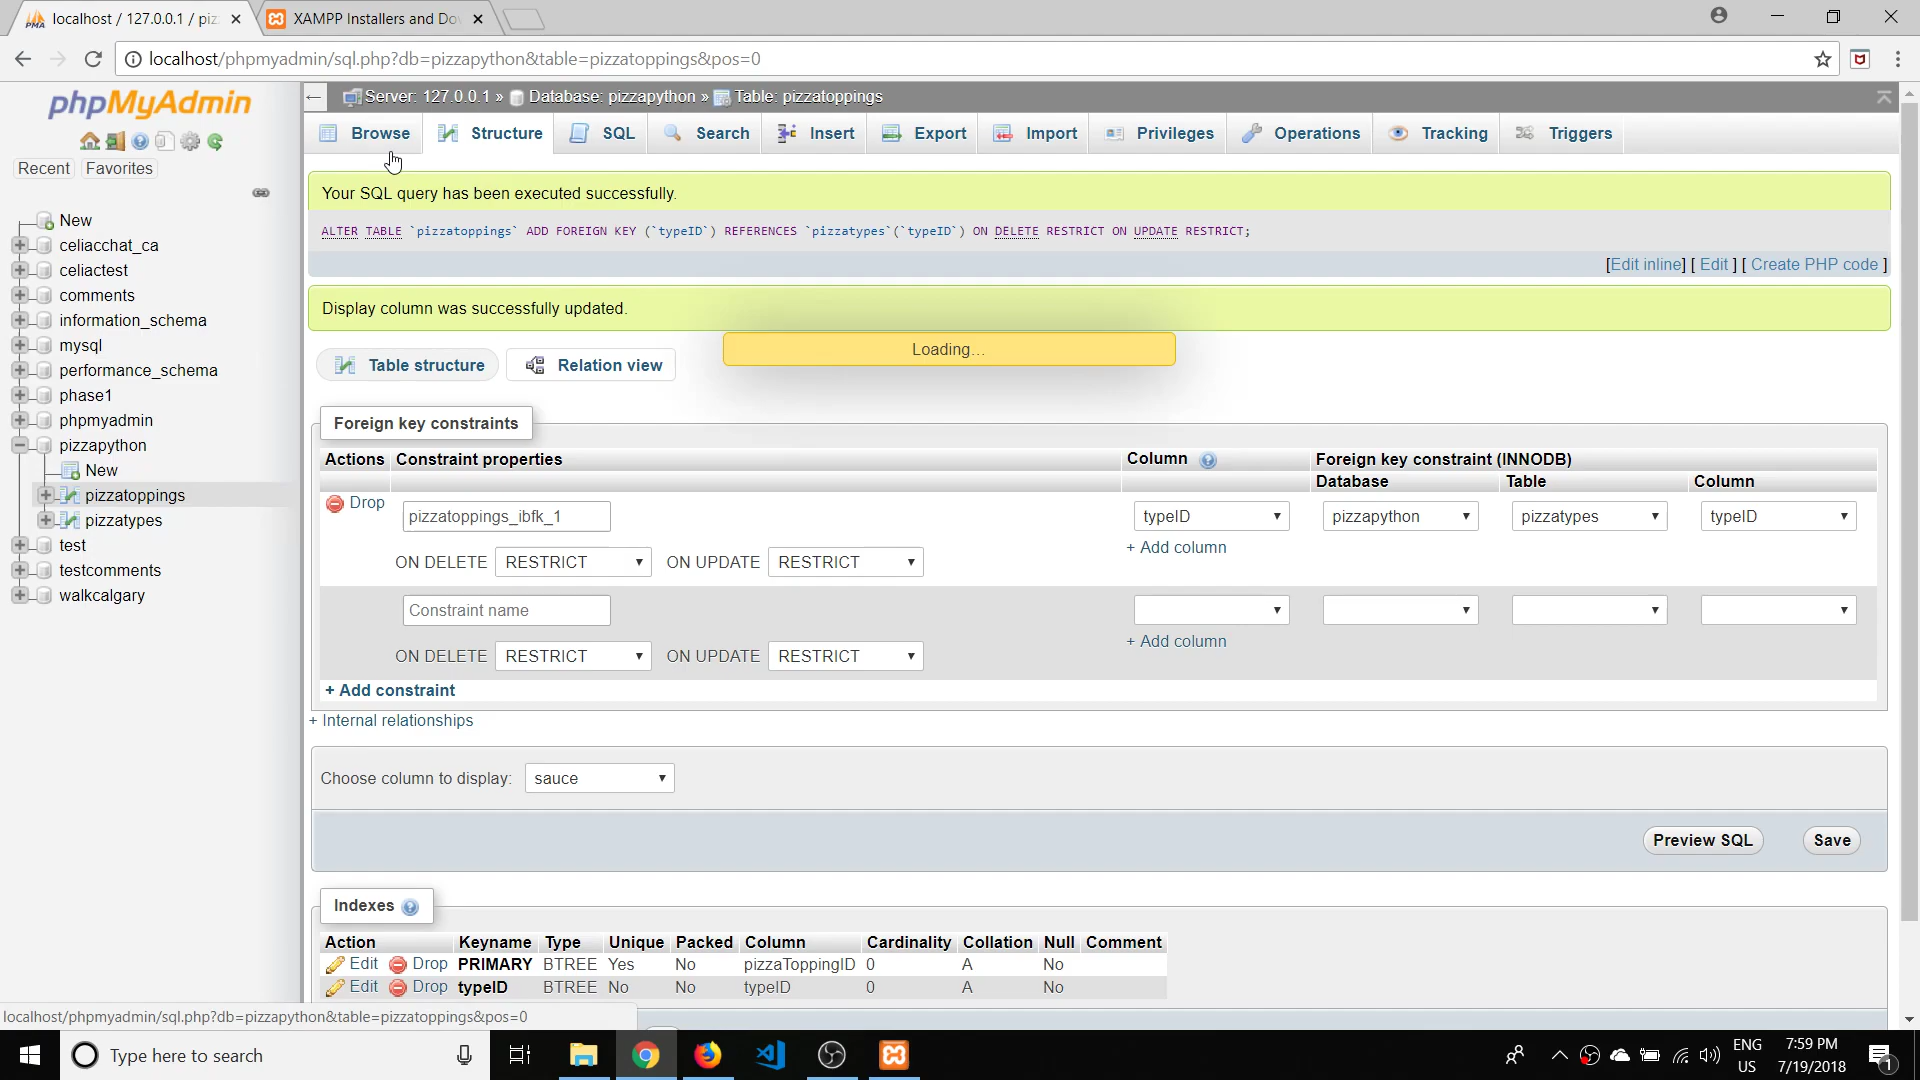 localhost / 127.0.0.1 / piz
XAMPP Installers and Do
localhost/phpmyadmin/sql.php?db=pizzapython&table=pizzatoppings&pos=0
phpMyAdmin
Recent
Favorites
New
celiacchat_ca
celiactest
comments
information_schema
mysql
performance_schema
phase1
phpmyadmin
pizzapython
New
pizzatoppings
pizzatypes
test
testcomments
walkcalgary
Server: 127.0.0.1 » Database: pizzapython » Table: pizzatoppings
Browse Structure SQL Search Insert Export Import Privileges Operations Tracking Triggers
Your SQL query has been executed successfully.
ALTER TABLE `pizzatoppings` ADD FOREIGN KEY (`typeID`) REFERENCES `pizzatypes`(`typeID`) ON DELETE RESTRICT ON UPDATE RESTRICT;
[Edit inline] [ Edit ] [ Create PHP code ]
Display column was successfully updated.
Loading…
Table structure Relation view
Foreign key constraints
Actions Constraint properties Column Foreign key constraint (INNODB)
Database Table Column
Drop pizzatoppings_ibfk_1 typeID pizzapython pizzatypes typeID
+ Add column
ON DELETE RESTRICT ON UPDATE RESTRICT
Constraint name
+ Add column
ON DELETE RESTRICT ON UPDATE RESTRICT
+ Add constraint
+ Internal relationships
Choose column to display: sauce
Preview SQL Save
Indexes
Action Keyname Type Unique Packed Column Cardinality Collation Null Comment
Edit Drop PRIMARY BTREE Yes No pizzaToppingID 0 A No
Edit Drop typeID BTREE No No typeID 0 A No
localhost/phpmyadmin/sql.php?db=pizzapython&table=pizzatoppings&pos=0
Type here to search
ENG
US
7:59 PM
7/19/2018
1